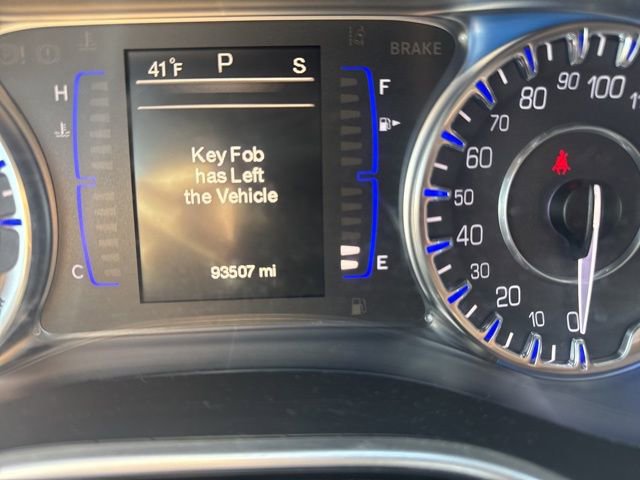 41°F P S
BRAKE
H
F
Key Fob
has Left
the Vehicle
93507 mi
C
E
0
10
20
30
40
50
60
70
80
90
100